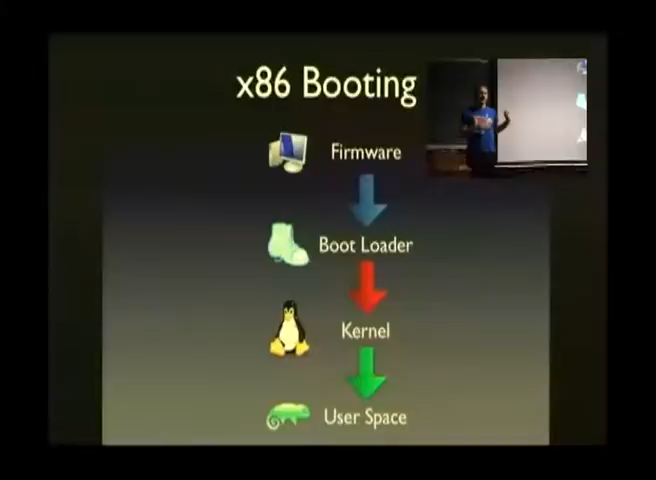 x86 Booting
Firmware
Boot Loader
Kernel
User Space